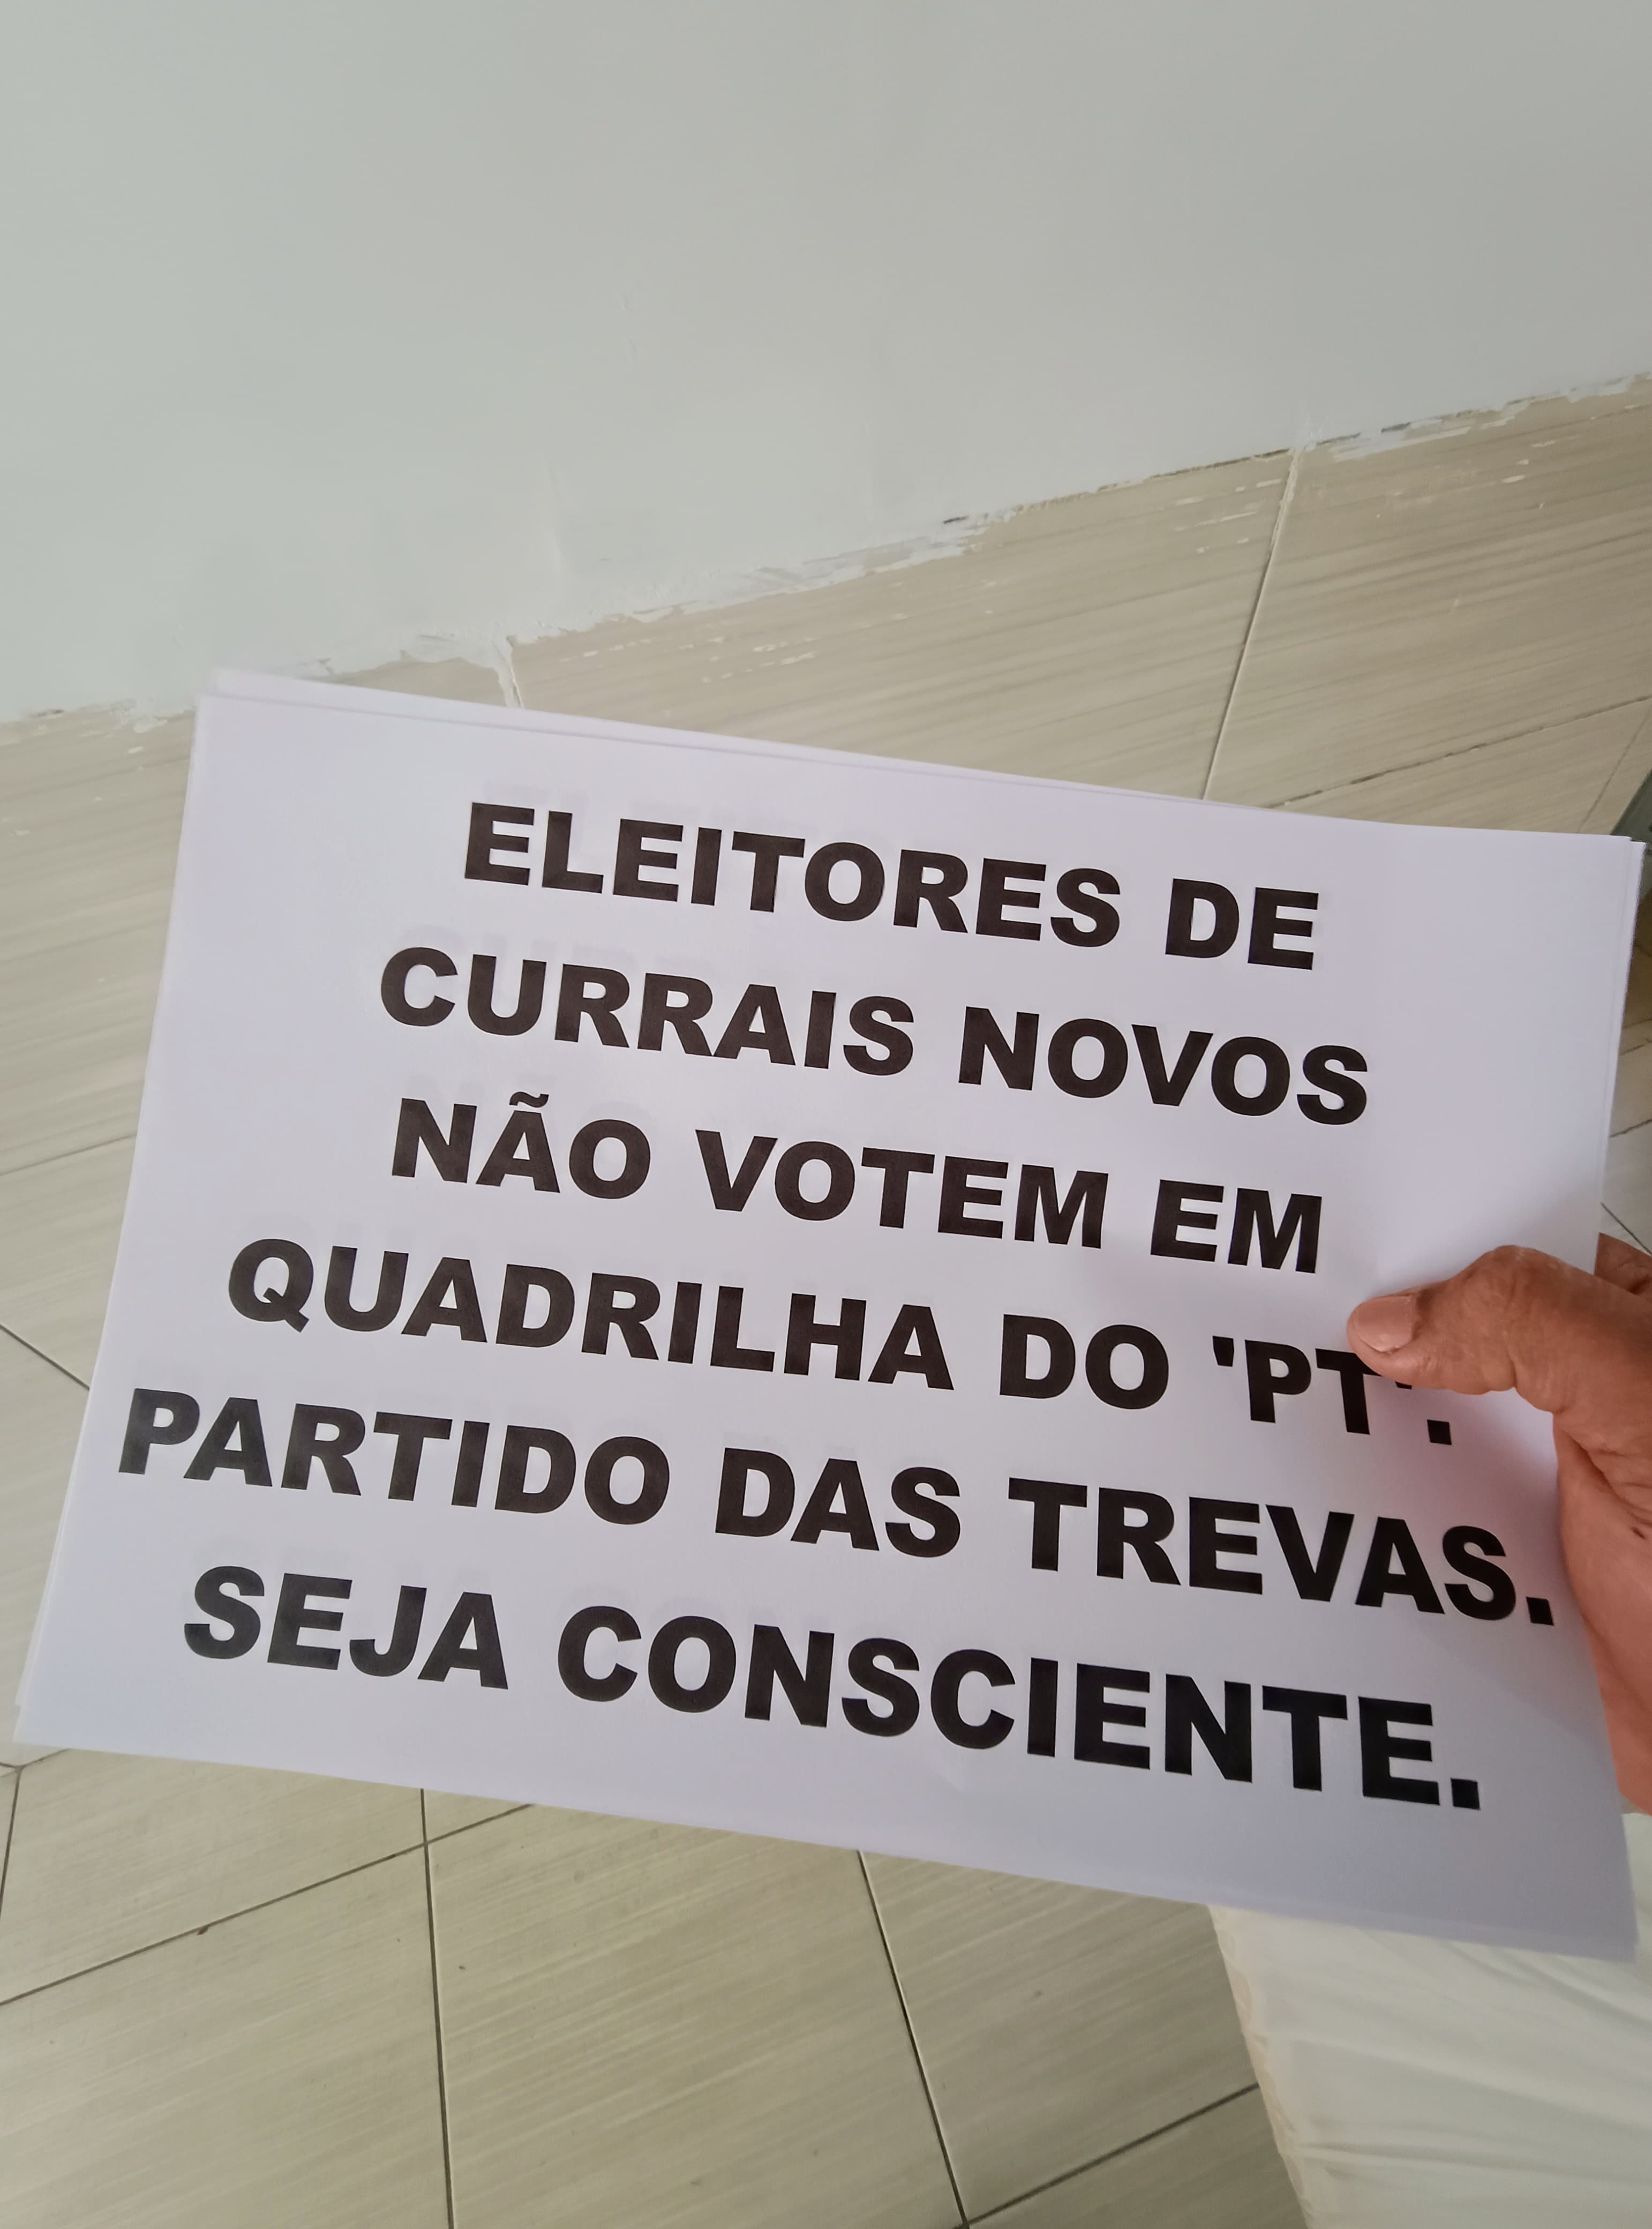 ELEITORES DE
CURRAIS NOVOS
NÃO VOTEM EM
QUADRILHA DO 'PT'.
PARTIDO DAS TREVAS.
SEJA CONSCIENTE.